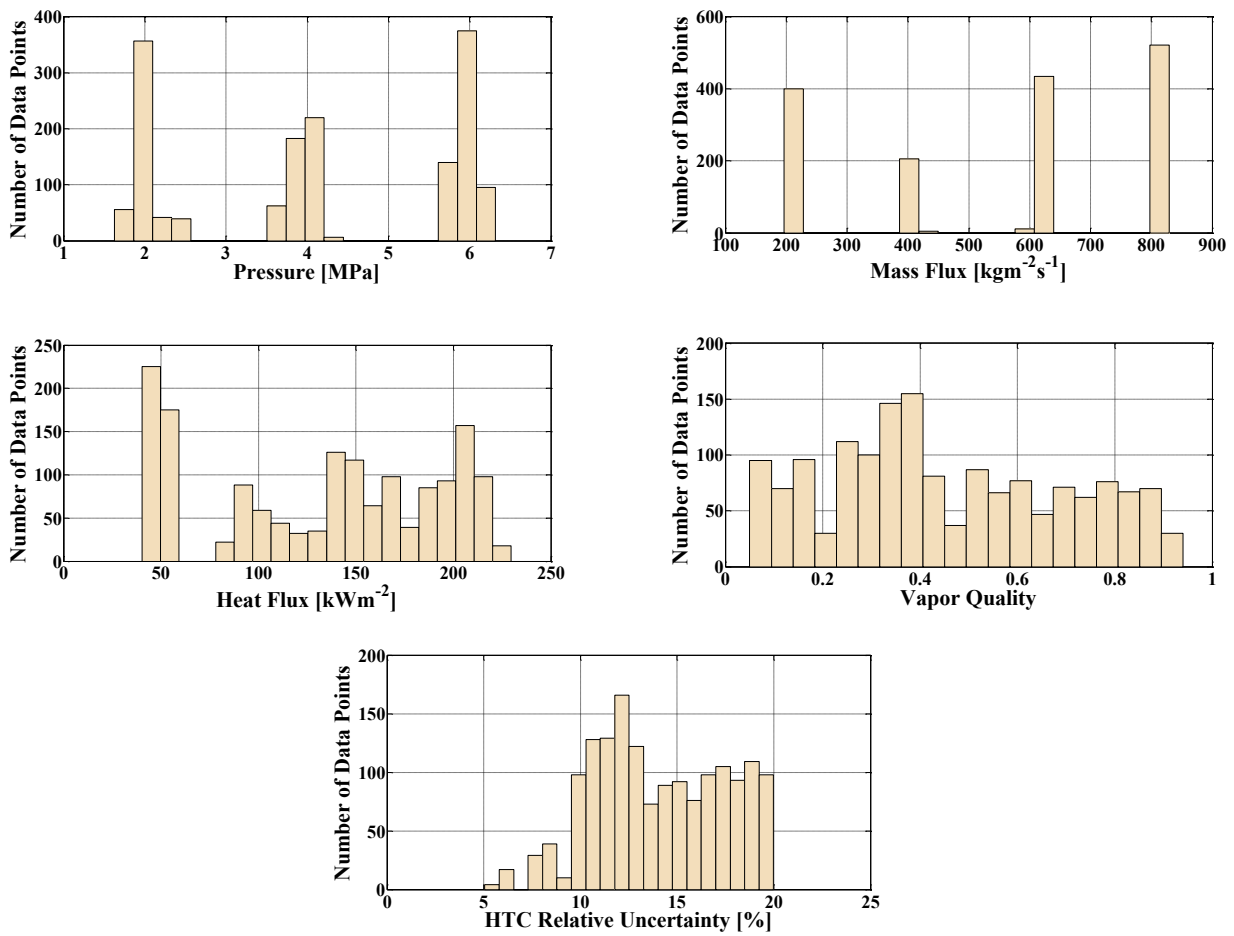 Number of Data Points
400
300
200
100
0
1 2 3 4 5 6 7
Pressure [MPa]
Number of Data Points
600
400
200
0
100 200 300 400 500 600 700 800 900
Mass Flux [kgm⁻²s⁻¹]
Number of Data Points
250
200
150
100
50
0
0 50 100 150 200 250
Heat Flux [kWm⁻²]
Number of Data Points
200
150
100
50
0
0 0.2 0.4 0.6 0.8 1
Vapor Quality
Number of Data Points
200
150
100
50
0
0 5 10 15 20 25
HTC Relative Uncertainty [%]